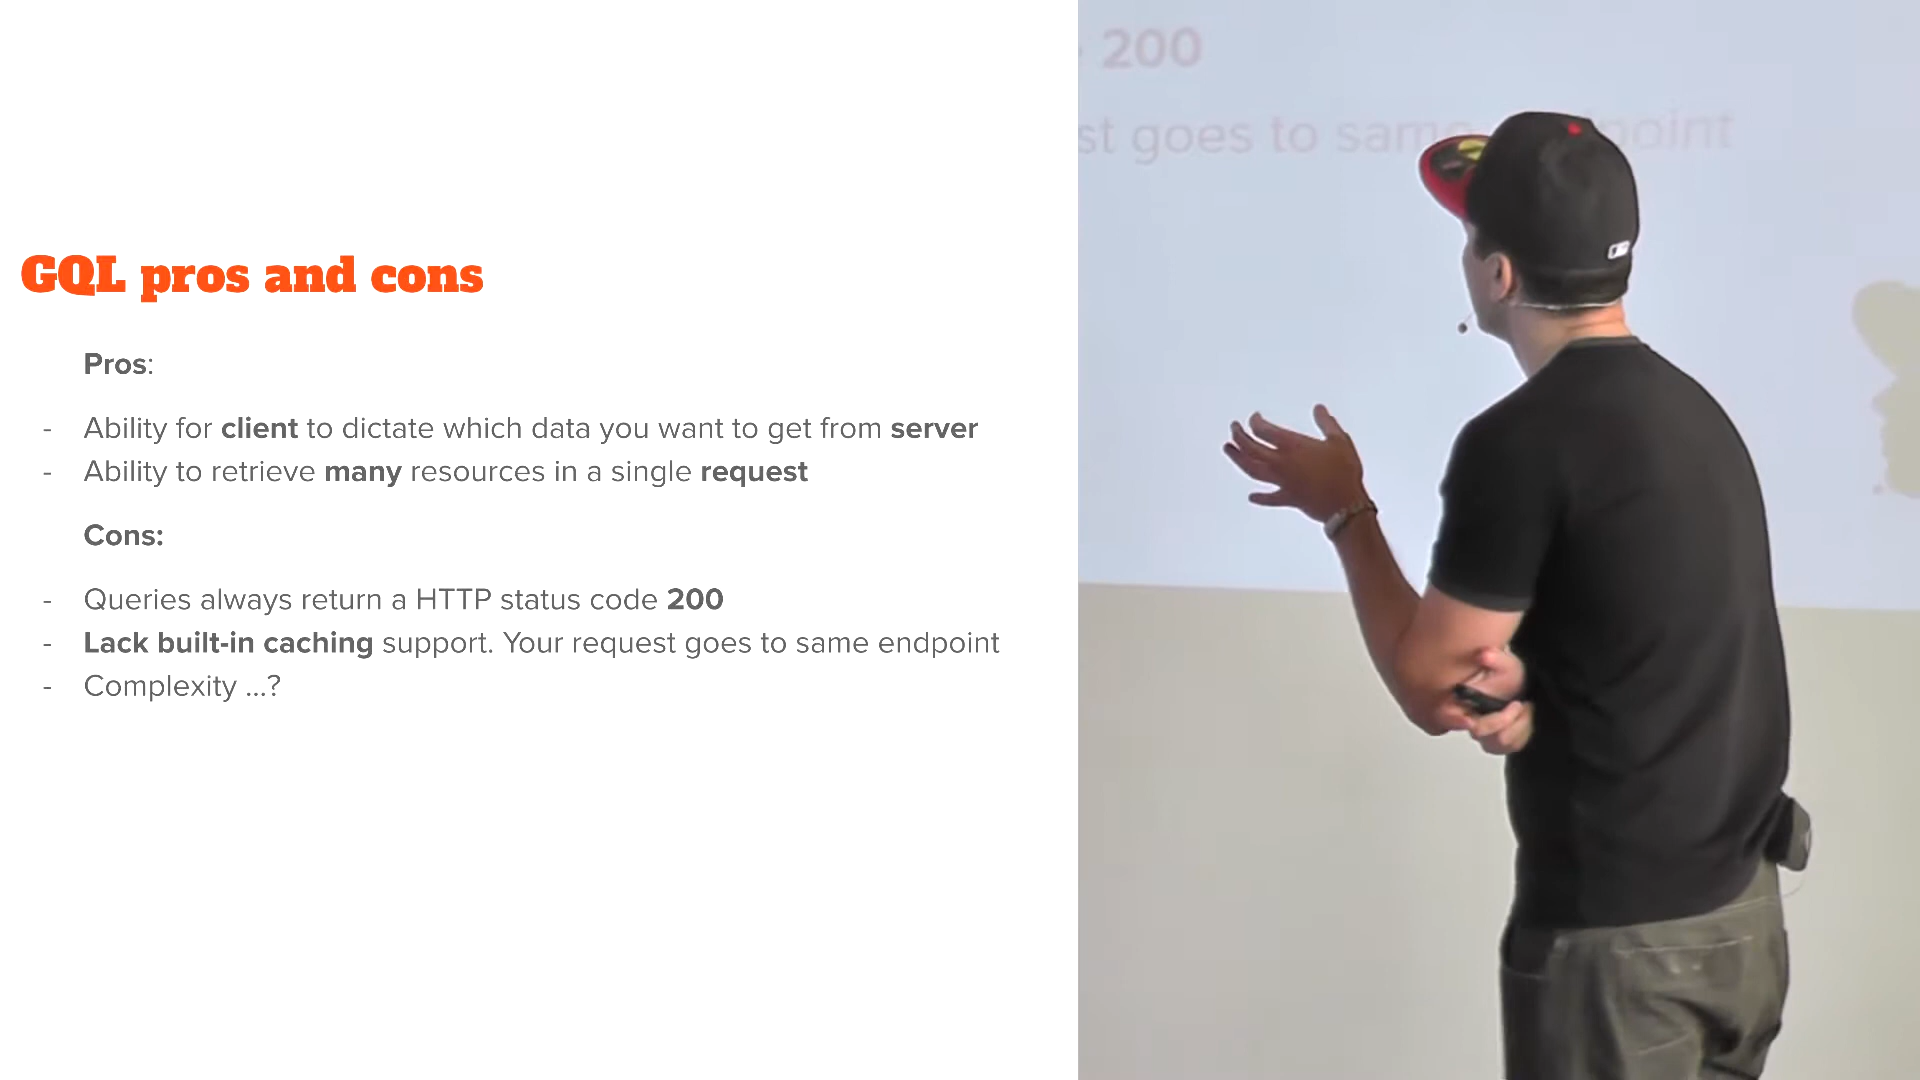 GQL pros and cons
Pros:
- Ability for client to dictate which data you want to get from server
- Ability to retrieve many resources in a single request
Cons:
- Queries always return a HTTP status code 200
- Lack built-in caching support. Your request goes to same endpoint
- Complexity ...?
200
st goes to same point